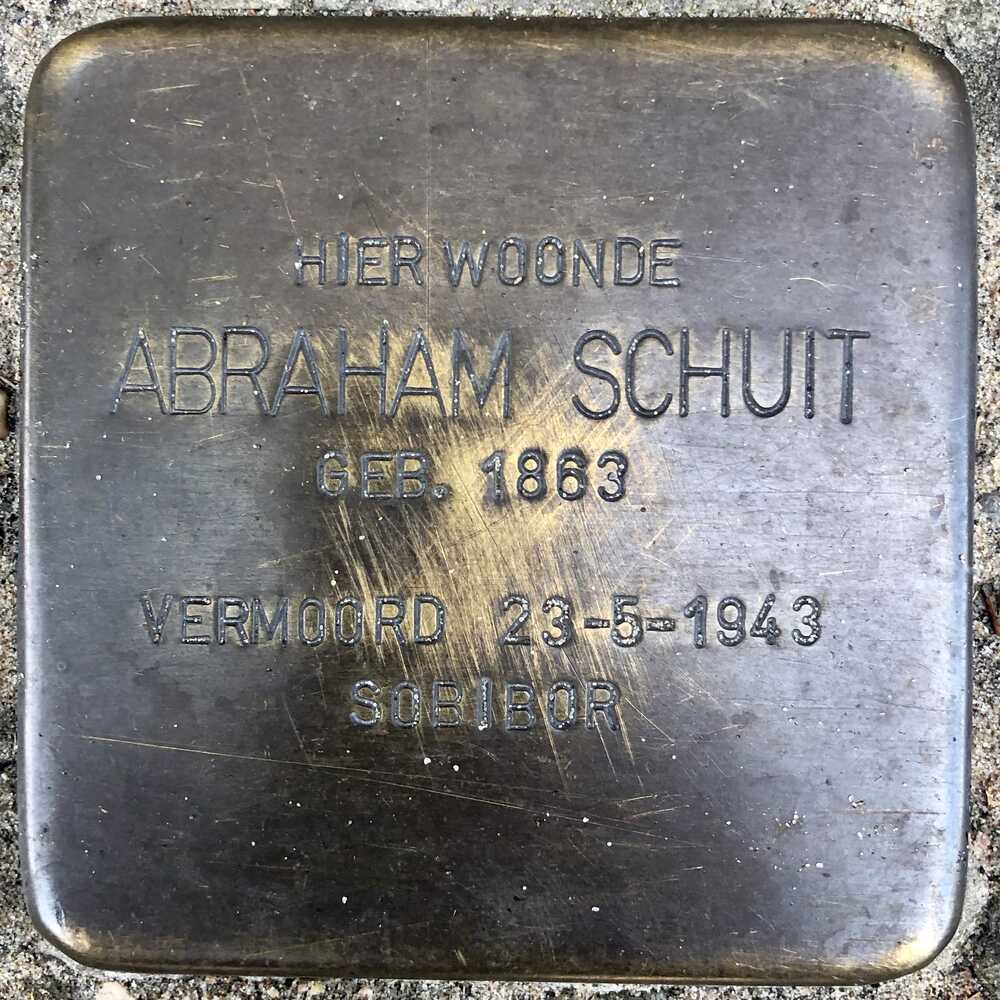 HIER WOONDE
ABRAHAM SCHUIT
GEB. 1863
VERMOORD 23-5-1943
SOBIBOR